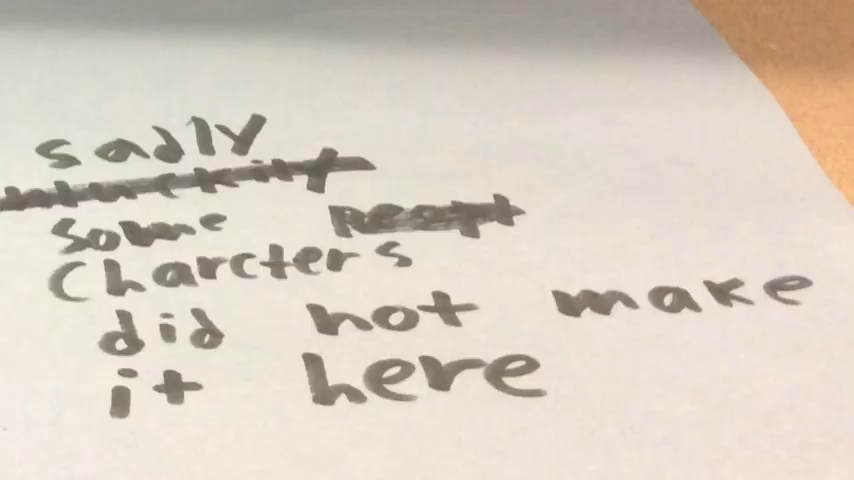 sadly
some
Charcters
did not make
it here